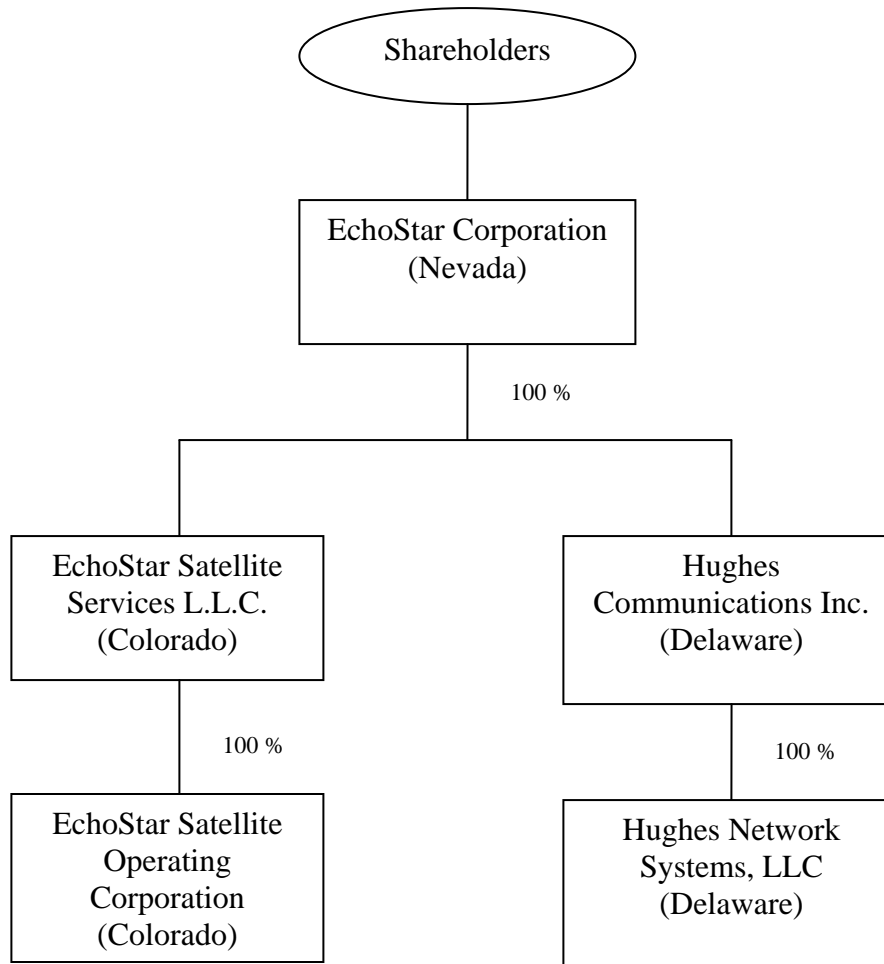 Shareholders
EchoStar Corporation
(Nevada)
100 %
EchoStar Satellite
Services L.L.C.
(Colorado)
Hughes
Communications Inc.
(Delaware)
100 %
100 %
EchoStar Satellite
Operating
Corporation
(Colorado)
Hughes Network
Systems, LLC
(Delaware)